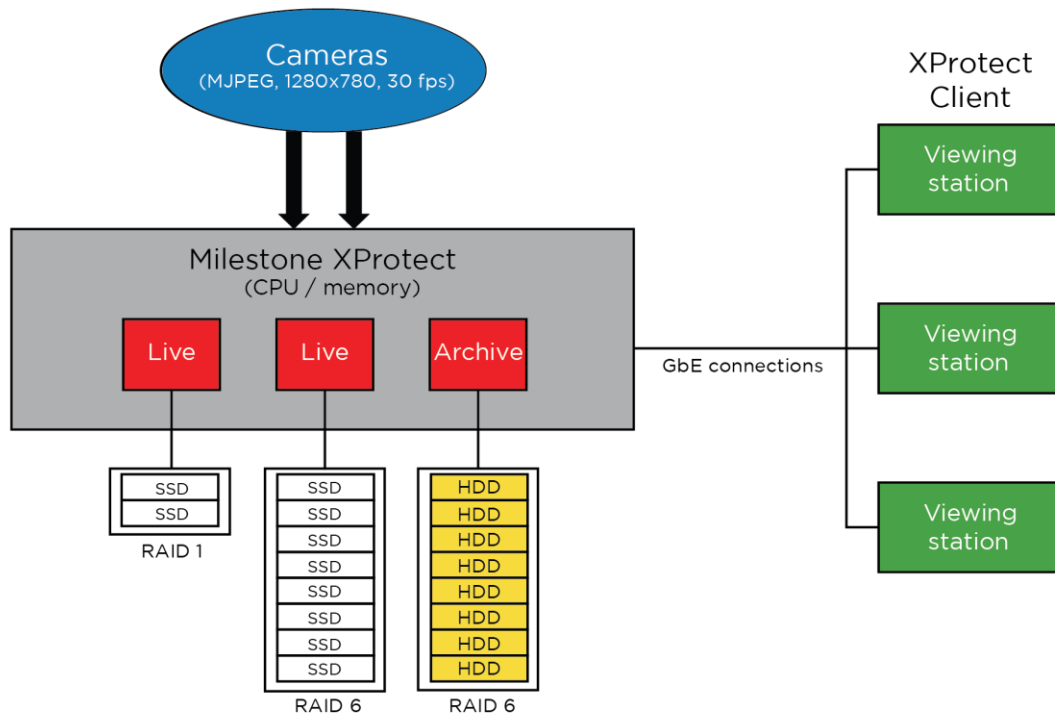 Cameras
(MJPEG, 1280x780, 30 fps)
XProtect
Client
Viewing
station
Milestone XProtect
(CPU / memory)
Live
Live
Archive
GbE connections
Viewing
station
Viewing
station
SSD
SSD
RAID 1
SSD
SSD
SSD
SSD
SSD
SSD
SSD
SSD
RAID 6
HDD
HDD
HDD
HDD
HDD
HDD
HDD
HDD
RAID 6